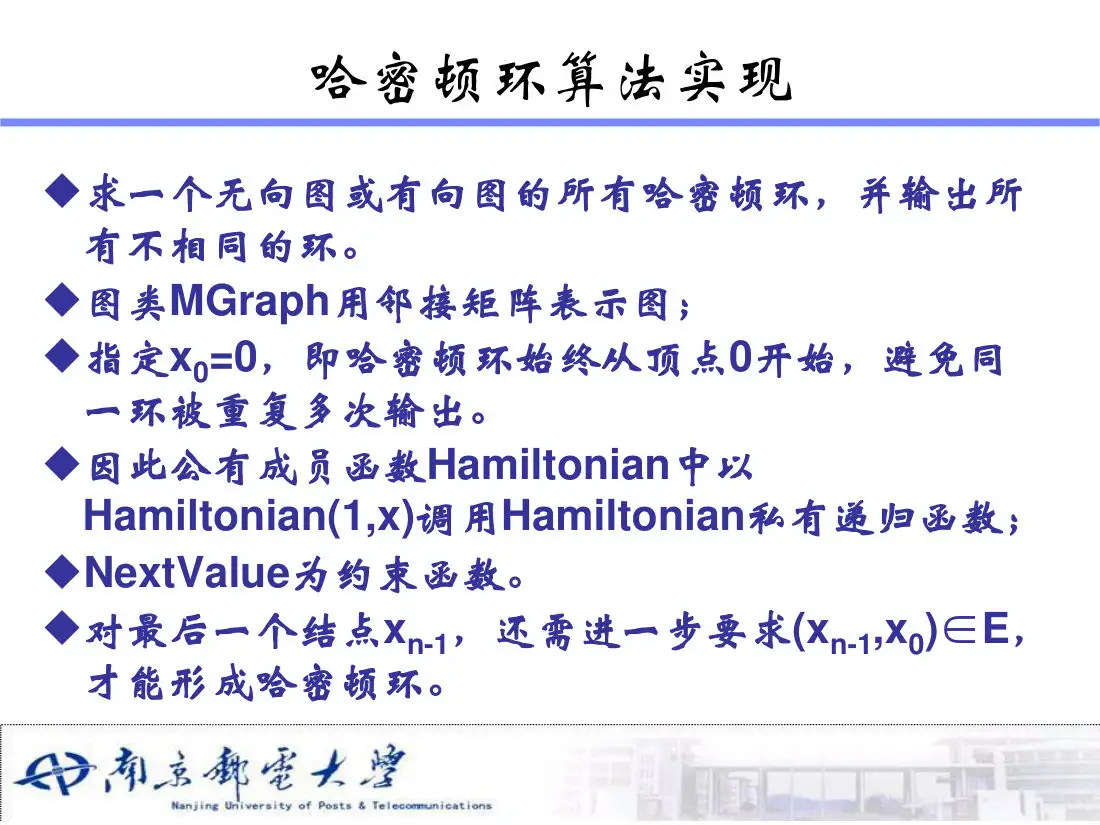 哈密顿环算法实现
◆求一个无向图或有向图的所有哈密顿环，并输出所
有不相同的环。
◆图类MGraph用邻接矩阵表示图；
◆指定x₀=0，即哈密顿环始终从顶点0开始，避免同
一环被重复多次输出。
◆因此公有成员函数Hamiltonian中以
Hamiltonian(1,x)调用Hamiltonian私有递归函数；
◆NextValue为约束函数。
◆对最后一个结点xₙ₋₁，还需进一步要求(xₙ₋₁,x₀)∈E，
才能形成哈密顿环。
南京邮电大学
Nanjing University of Posts & Telecommunications